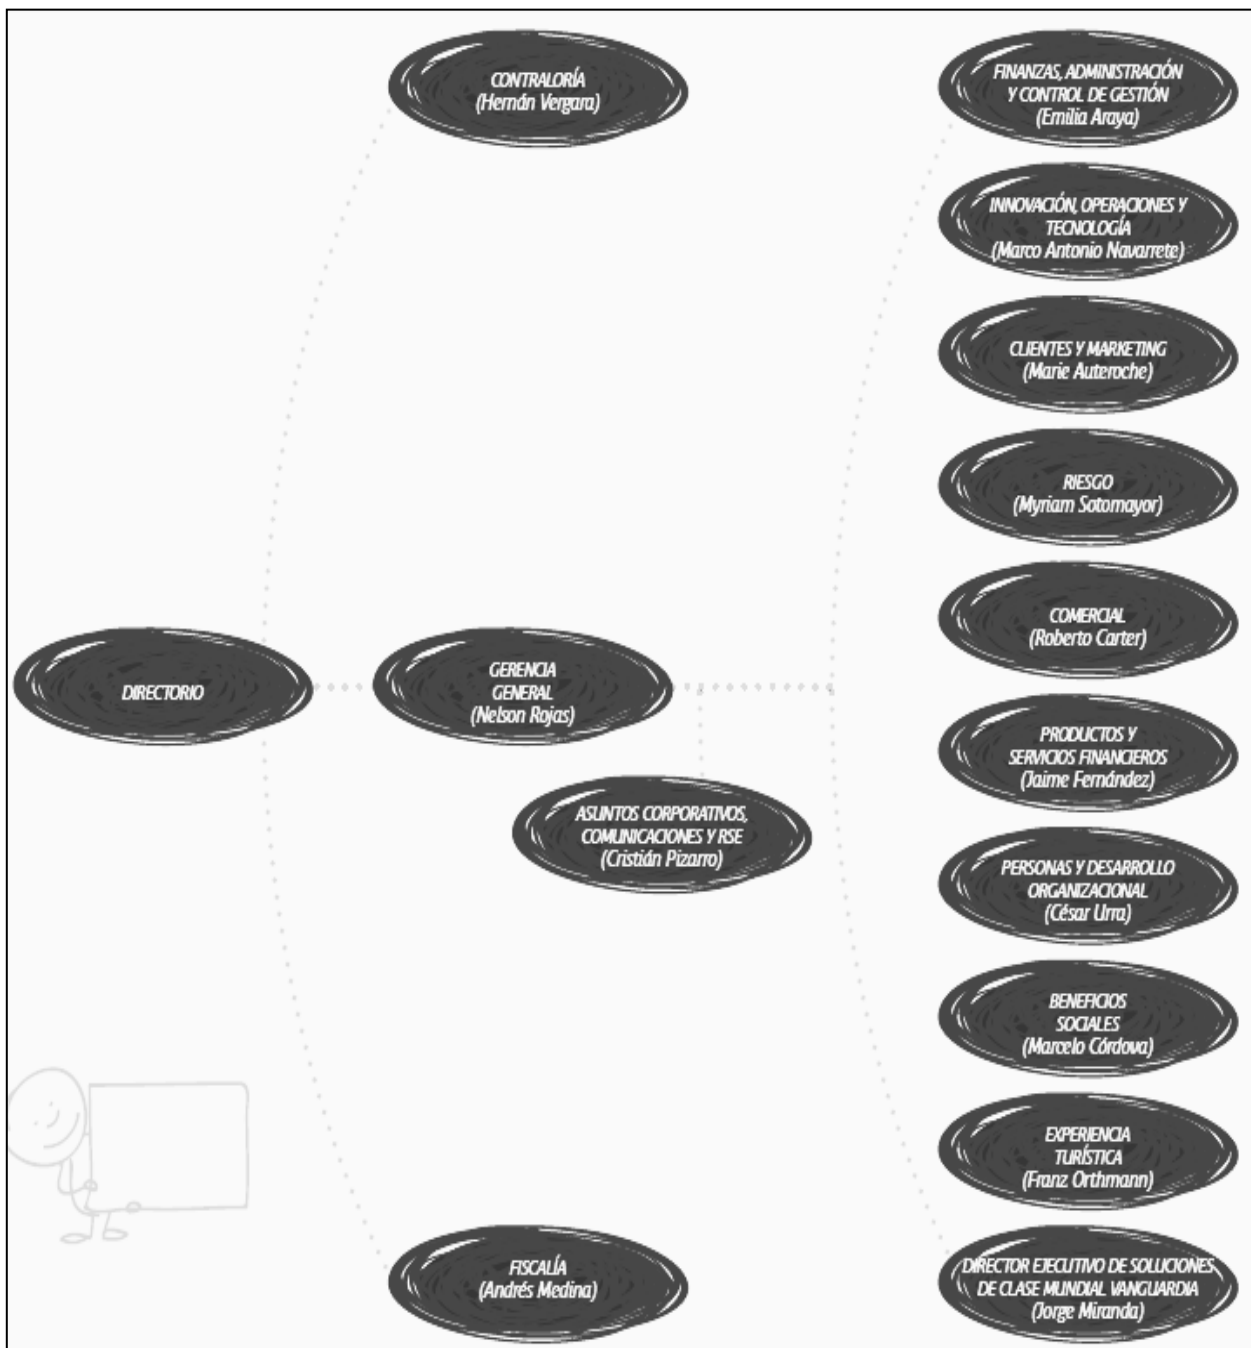 CONTRALORÍA
(Hernán Vergara)
FINANZAS, ADMINISTRACIÓN
Y CONTROL DE GESTIÓN
(Emilia Araya)
INNOVACIÓN, OPERACIONES Y
TECNOLOGÍA
(Marco Antonio Navarrete)
CLIENTES Y MARKETING
(Marie Auteroche)
RIESGO
(Myriam Sotomayor)
COMERCIAL
(Roberto Carter)
DIRECTORIO
GERENCIA
GENERAL
(Nelson Rojas)
PRODUCTOS Y
SERVICIOS FINANCIEROS
(Jaime Fernández)
ASUNTOS CORPORATIVOS,
COMUNICACIONES Y RSE
(Cristián Pizarro)
PERSONAS Y DESARROLLO
ORGANIZACIONAL
(César Urra)
BENEFICIOS
SOCIALES
(Marcelo Córdova)
EXPERIENCIA
TURÍSTICA
(Franz Orthmann)
FISCALÍA
(Andrés Medina)
DIRECTOR EJECUTIVO DE SOLUCIONES
DE CLASE MUNDIAL VANGUARDIA
(Jorge Miranda)